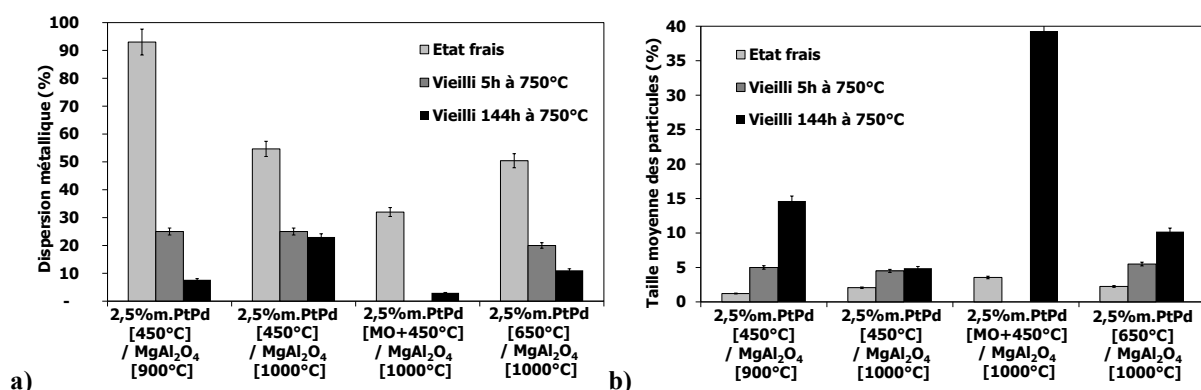 100
90
80
70
60
50
40
30
20
10
-
Dispersion métallique (%)
Etat frais
Vieilli 5h à 750°C
Vieilli 144h à 750°C
2,5%m.PtPd
[450°C]
/ MgAl₂O₄
[900°C]
2,5%m.PtPd
[450°C]
/ MgAl₂O₄
[1000°C]
2,5%m.PtPd
[MO+450°C]
/ MgAl₂O₄
[1000°C]
2,5%m.PtPd
[650°C]
/ MgAl₂O₄
[1000°C]
a)
40
35
30
25
20
15
10
5
0
Taille moyenne des particules (%)
Etat frais
Vieilli 5h à 750°C
Vieilli 144h à 750°C
2,5%m.PtPd
[450°C]
/ MgAl₂O₄
[900°C]
2,5%m.PtPd
[450°C]
/ MgAl₂O₄
[1000°C]
2,5%m.PtPd
[MO+450°C]
/ MgAl₂O₄
[1000°C]
2,5%m.PtPd
[650°C]/
MgAl₂O₄
[1000°C]
b)